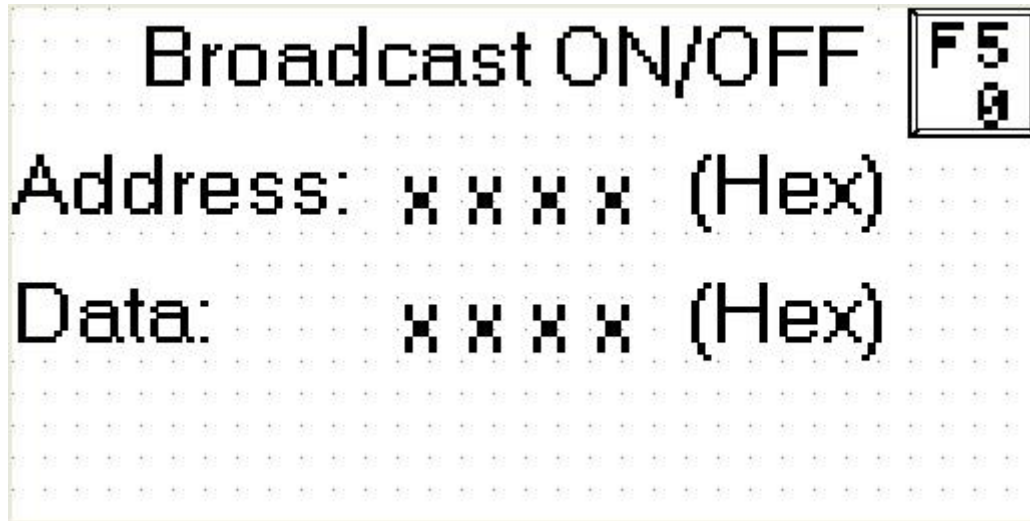 Broadcast ON/OFF F5
0
Address: X X X X (Hex)
Data: X X X X (Hex)